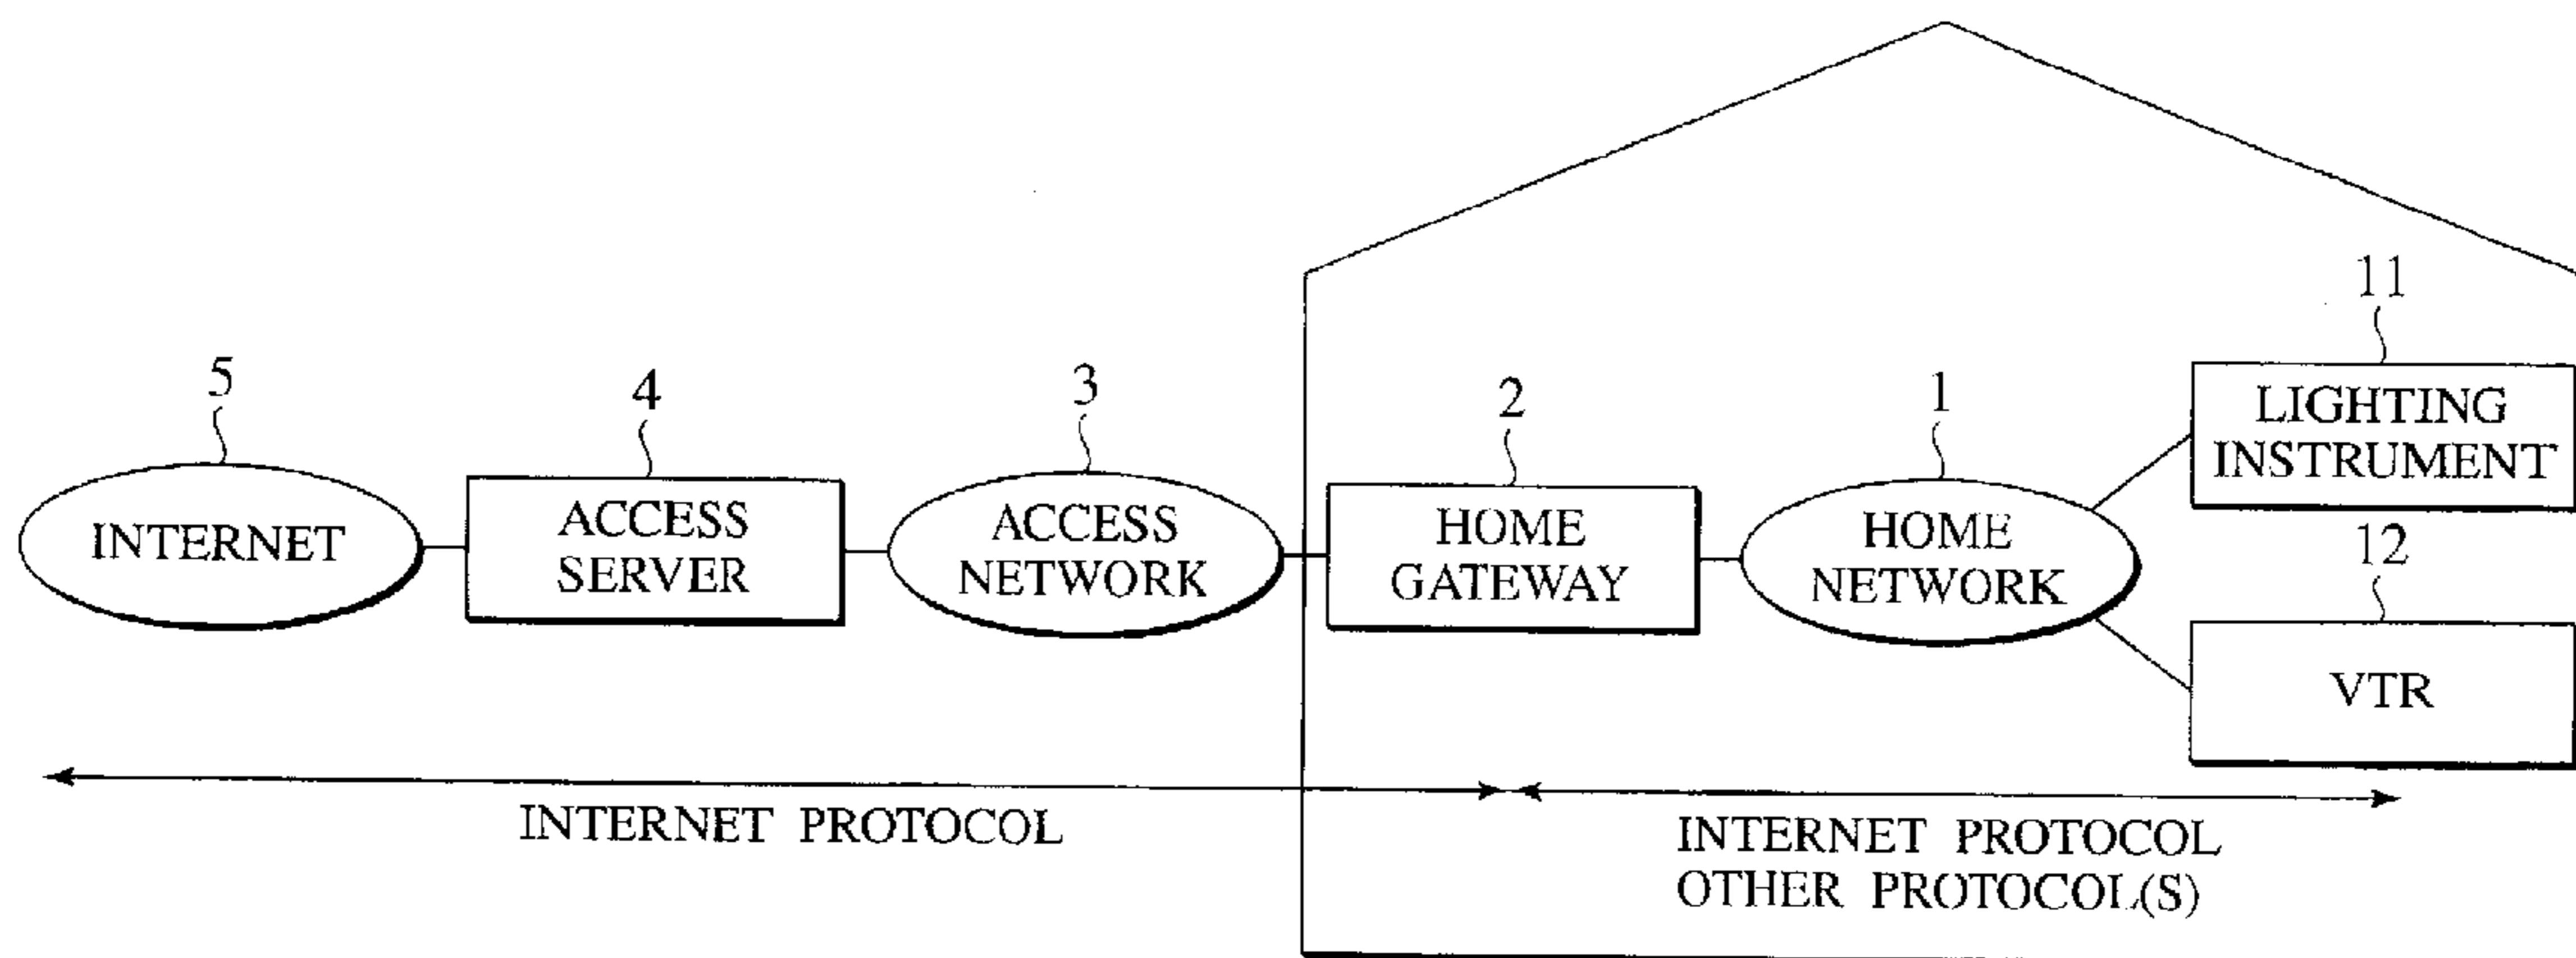 11
5
4
3
2
1
LIGHTING
INSTRUMENT
INTERNET
ACCESS
SERVER
ACCESS
NETWORK
HOME
GATEWAY
HOME
NETWORK
12
VTR
INTERNET PROTOCOL
INTERNET PROTOCOL
OTHER PROTOCOL(S)